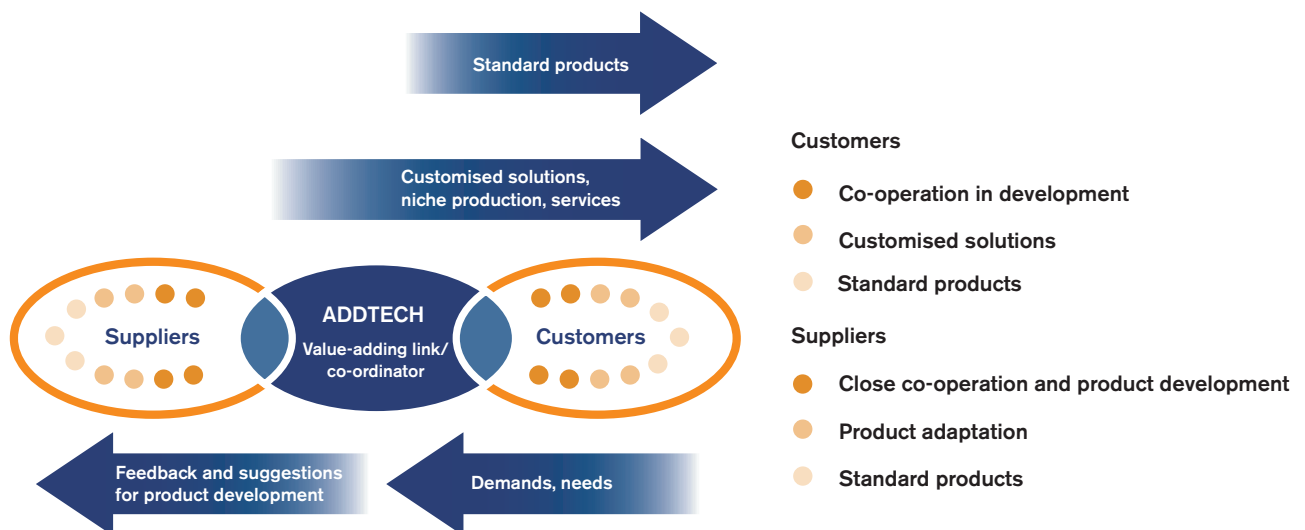 Standard products
Customised solutions,
niche production, services
Suppliers
ADDTECH
Value-adding link/
co-ordinator
Customers
Feedback and suggestions
for product development
Demands, needs
Customers
Co-operation in development
Customised solutions
Standard products
Suppliers
Close co-operation and product development
Product adaptation
Standard products